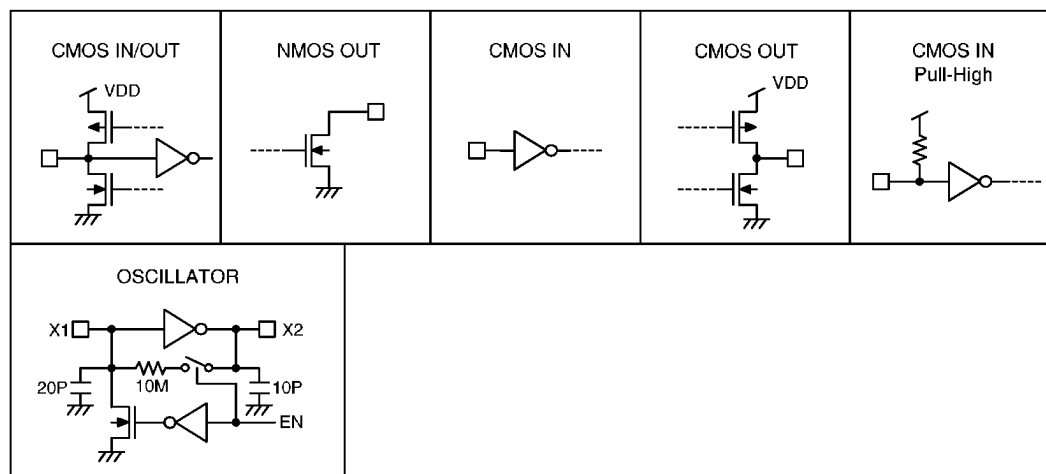 CMOS IN/OUT
VDD
NMOS OUT
CMOS IN
CMOS OUT
VDD
CMOS IN
Pull-High
OSCILLATOR
X1
X2
20P
10M
10P
EN